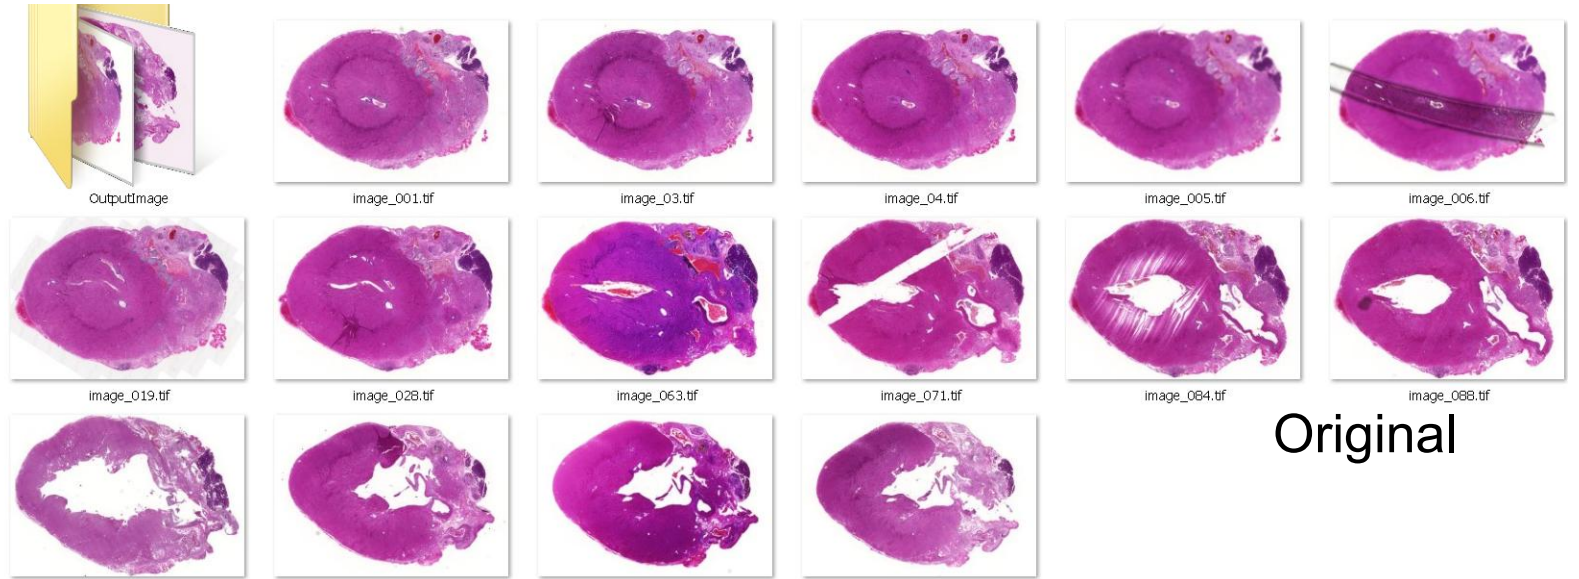 OutputImage
image_001.tif
image_03.tif
image_04.tif
image_005.tif
image_006.tif
image_019.tif
image_028.tif
image_063.tif
image_071.tif
image_084.tif
image_088.tif
Original